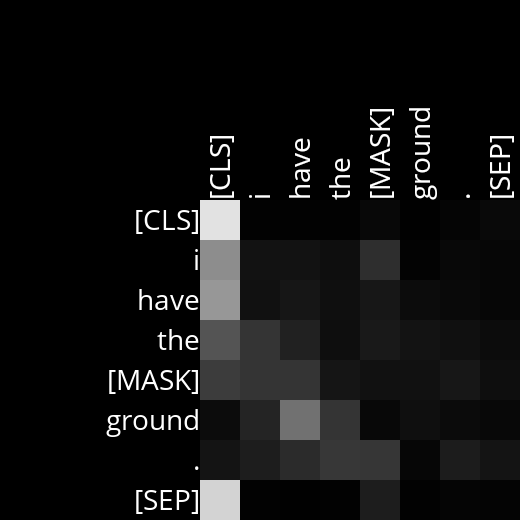 [CLS] i have the [MASK] ground . [SEP]
[CLS]
i
have
the
[MASK]
ground
.
[SEP]